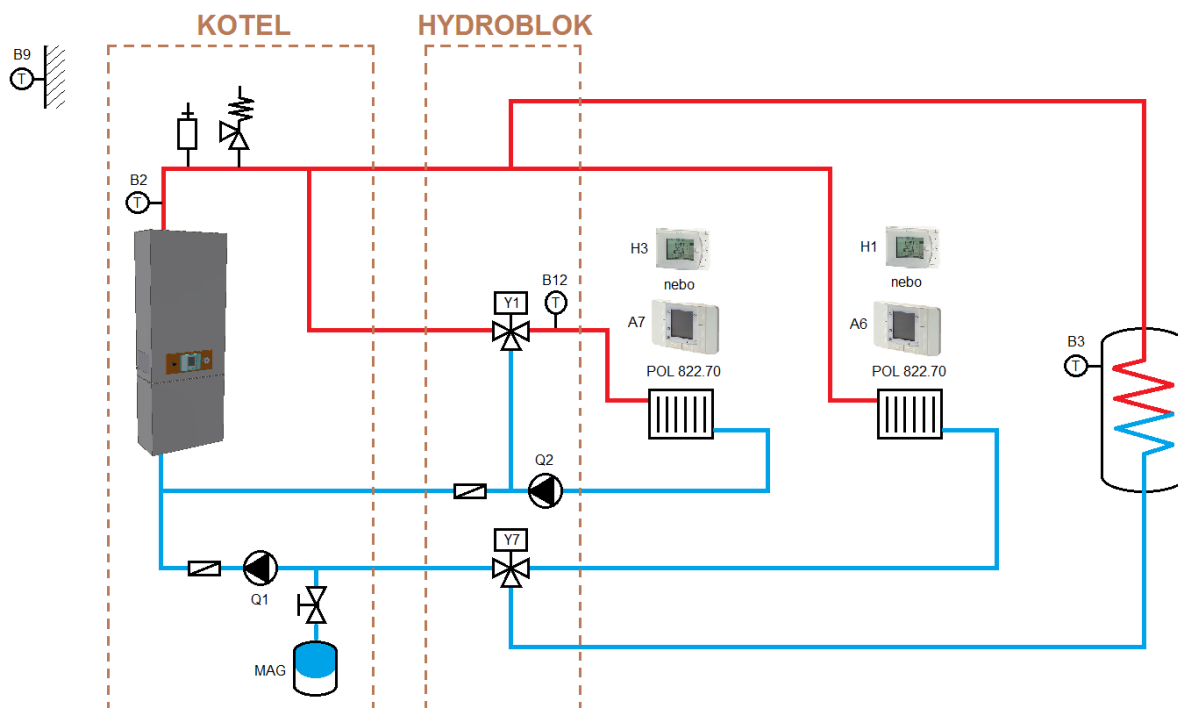 KOTEL
HYDROBLOK
B9
T
B2
T
H3
nebo
A7
POL 822.70
H1
nebo
A6
POL 822.70
Y1
B12
T
B3
T
Q2
Y7
Q1
MAG